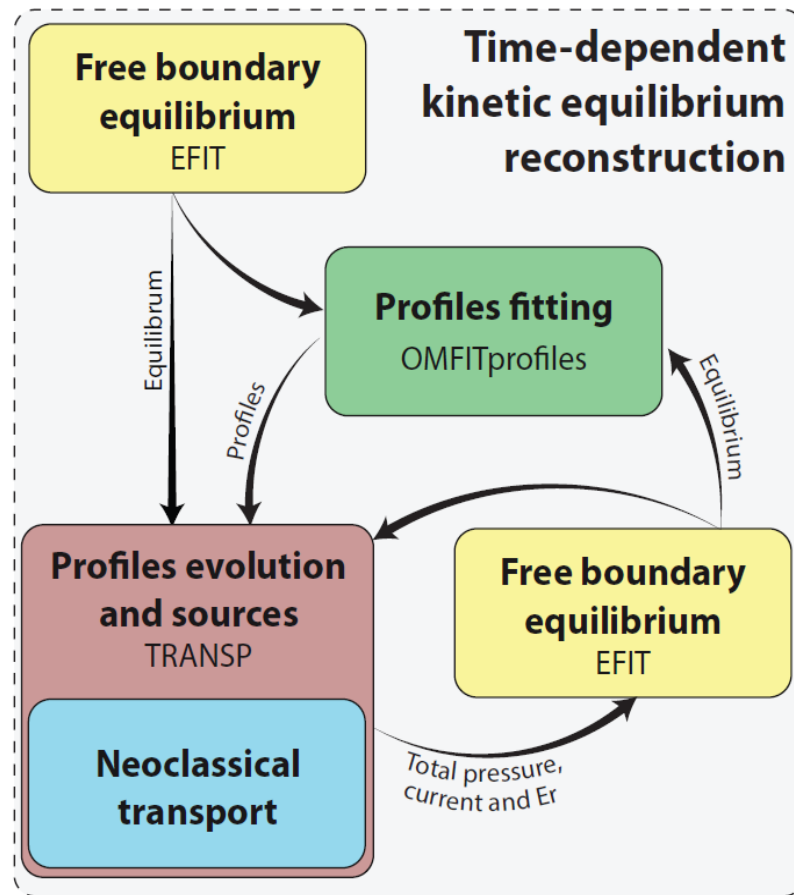 Time-dependent
kinetic equilibrium
reconstruction
Free boundary
equilibrium
EFIT
Equilibrum
Profiles fitting
OMFITprofiles
Profiles
Equilibrium
Profiles evolution
and sources
TRANSP
Free boundary
equilibrium
EFIT
Neoclassical
transport
Total pressure,
current and Er